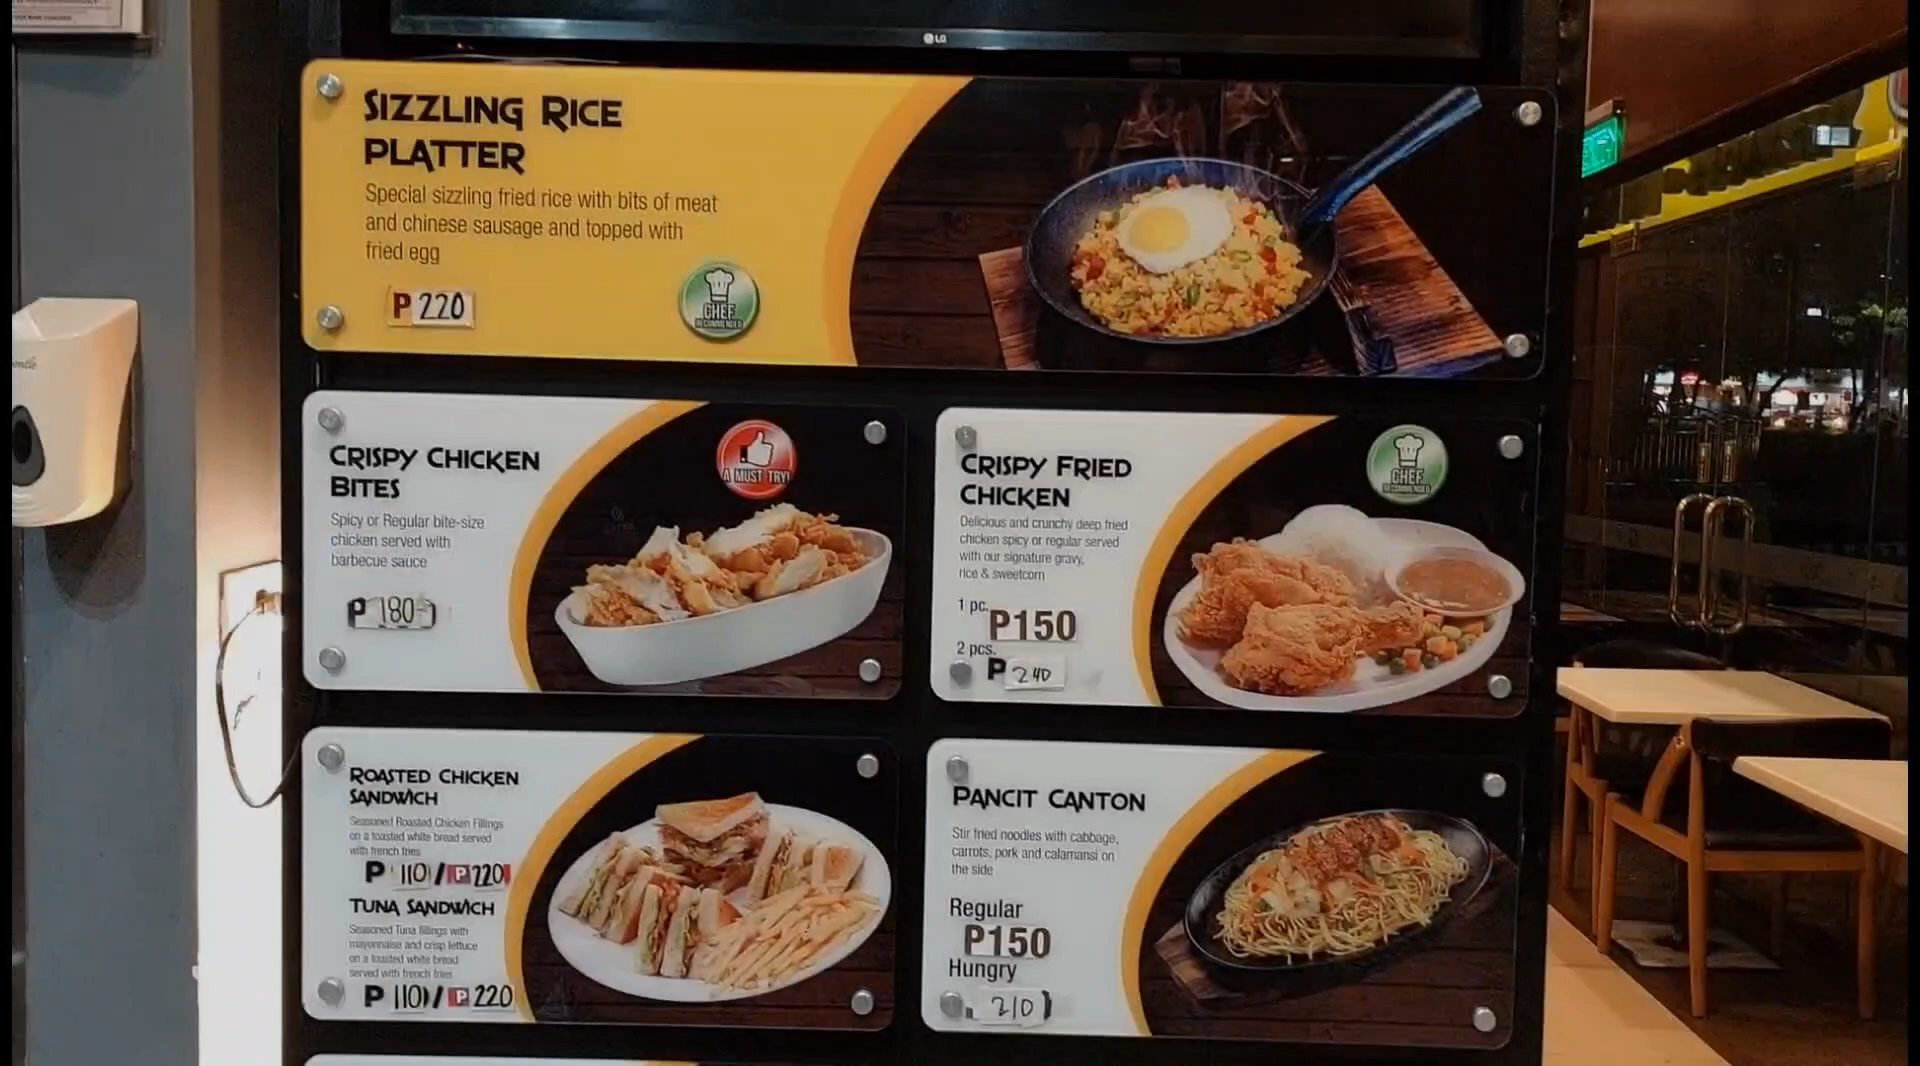 LG
SIZZLING RICE
PLATTER
Special sizzling fried rice with bits of meat
and chinese sausage and topped with
fried egg
P 220
CHEF
RECOMMENDED
CRISPY CHICKEN
BITES
Spicy or Regular bite-size
chicken served with
barbecue sauce
P 180
A MUST TRY!
CRISPY FRIED
CHICKEN
Delicious and crunchy deep fried
chicken spicy or regular served
with our signature gravy,
rice & sweetcorn
1 pc.
P150
2 pcs.
P 240
CHEF
RECOMMENDED
ROASTED CHICKEN
SANDWICH
Seasoned Roasted Chicken Fillings
on a toasted white bread served
with french fries
P 110 / P 220
TUNA SANDWICH
Seasoned Tuna fillings with
mayonnaise and crisp lettuce
on a toasted white bread
served with french fries
P 110 / P 220
PANCIT CANTON
Stir fried noodles with cabbage,
carrots, pork and calamansi on
the side
Regular
P150
Hungry
210